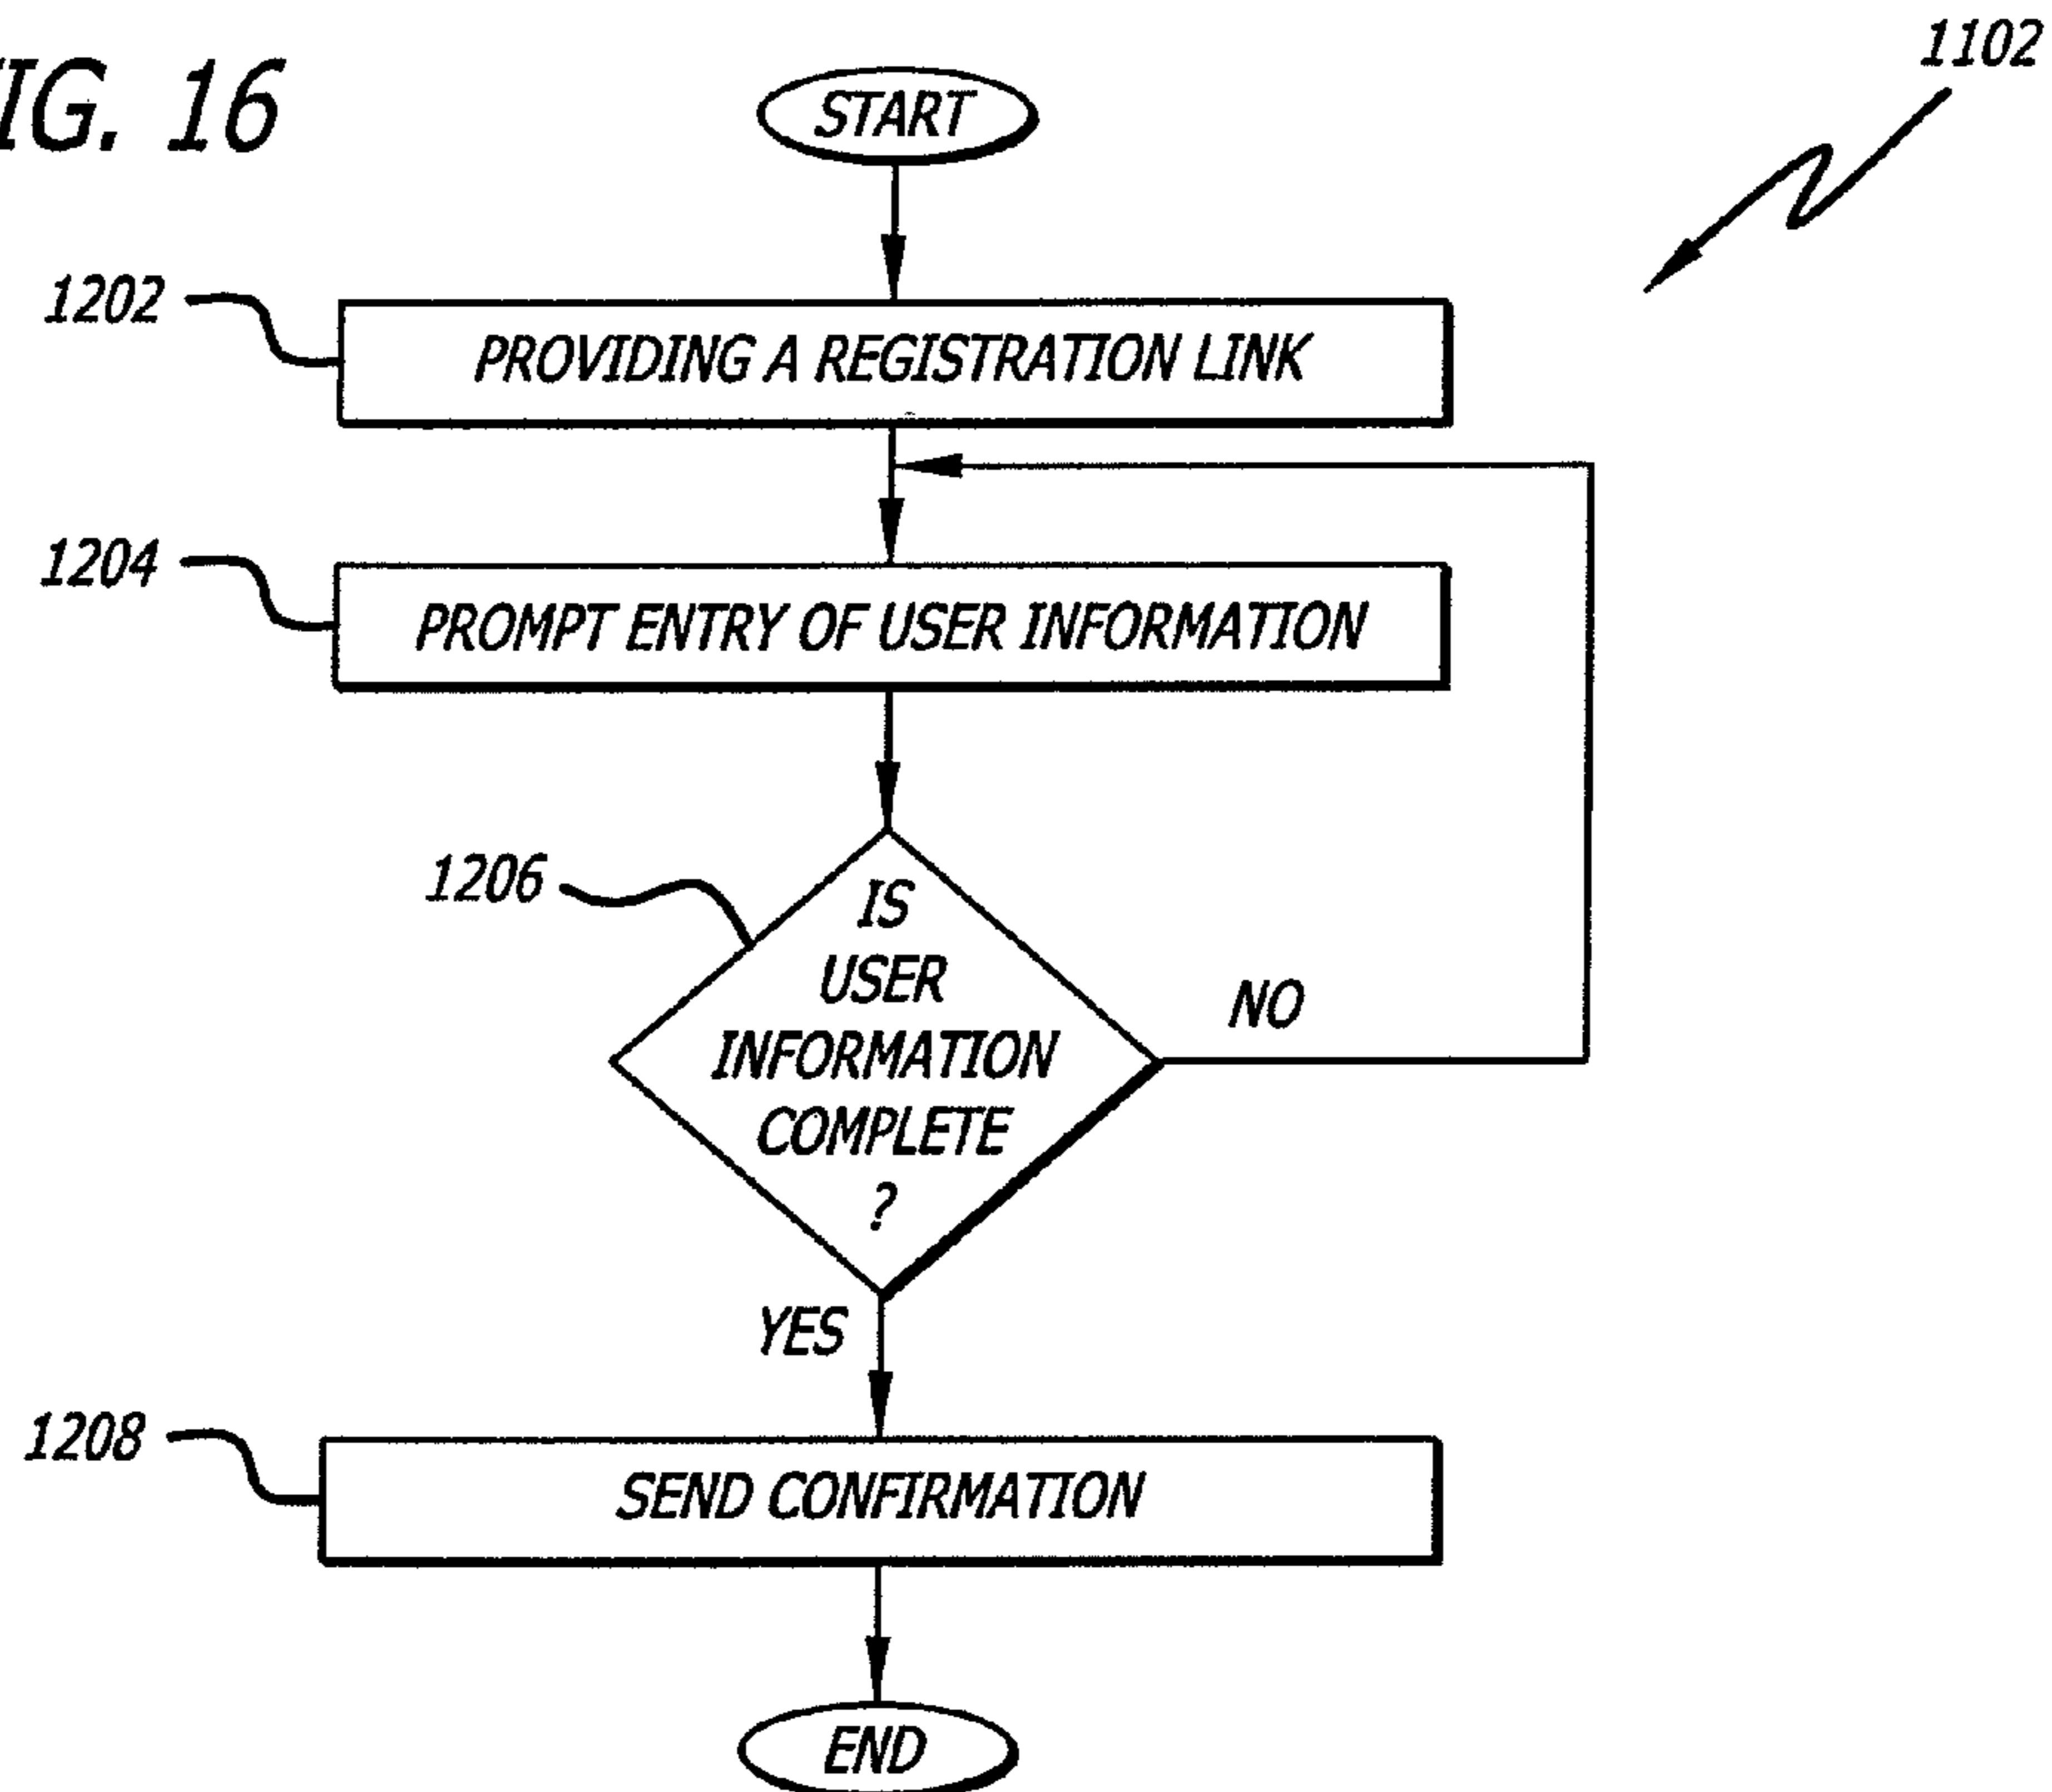 IG. 16
1102
START
1202
PROVIDING A REGISTRATION LINK
1204
PROMPT ENTRY OF USER INFORMATION
1206
IS
USER
INFORMATION
COMPLETE
?
NO
YES
1208
SEND CONFIRMATION
END